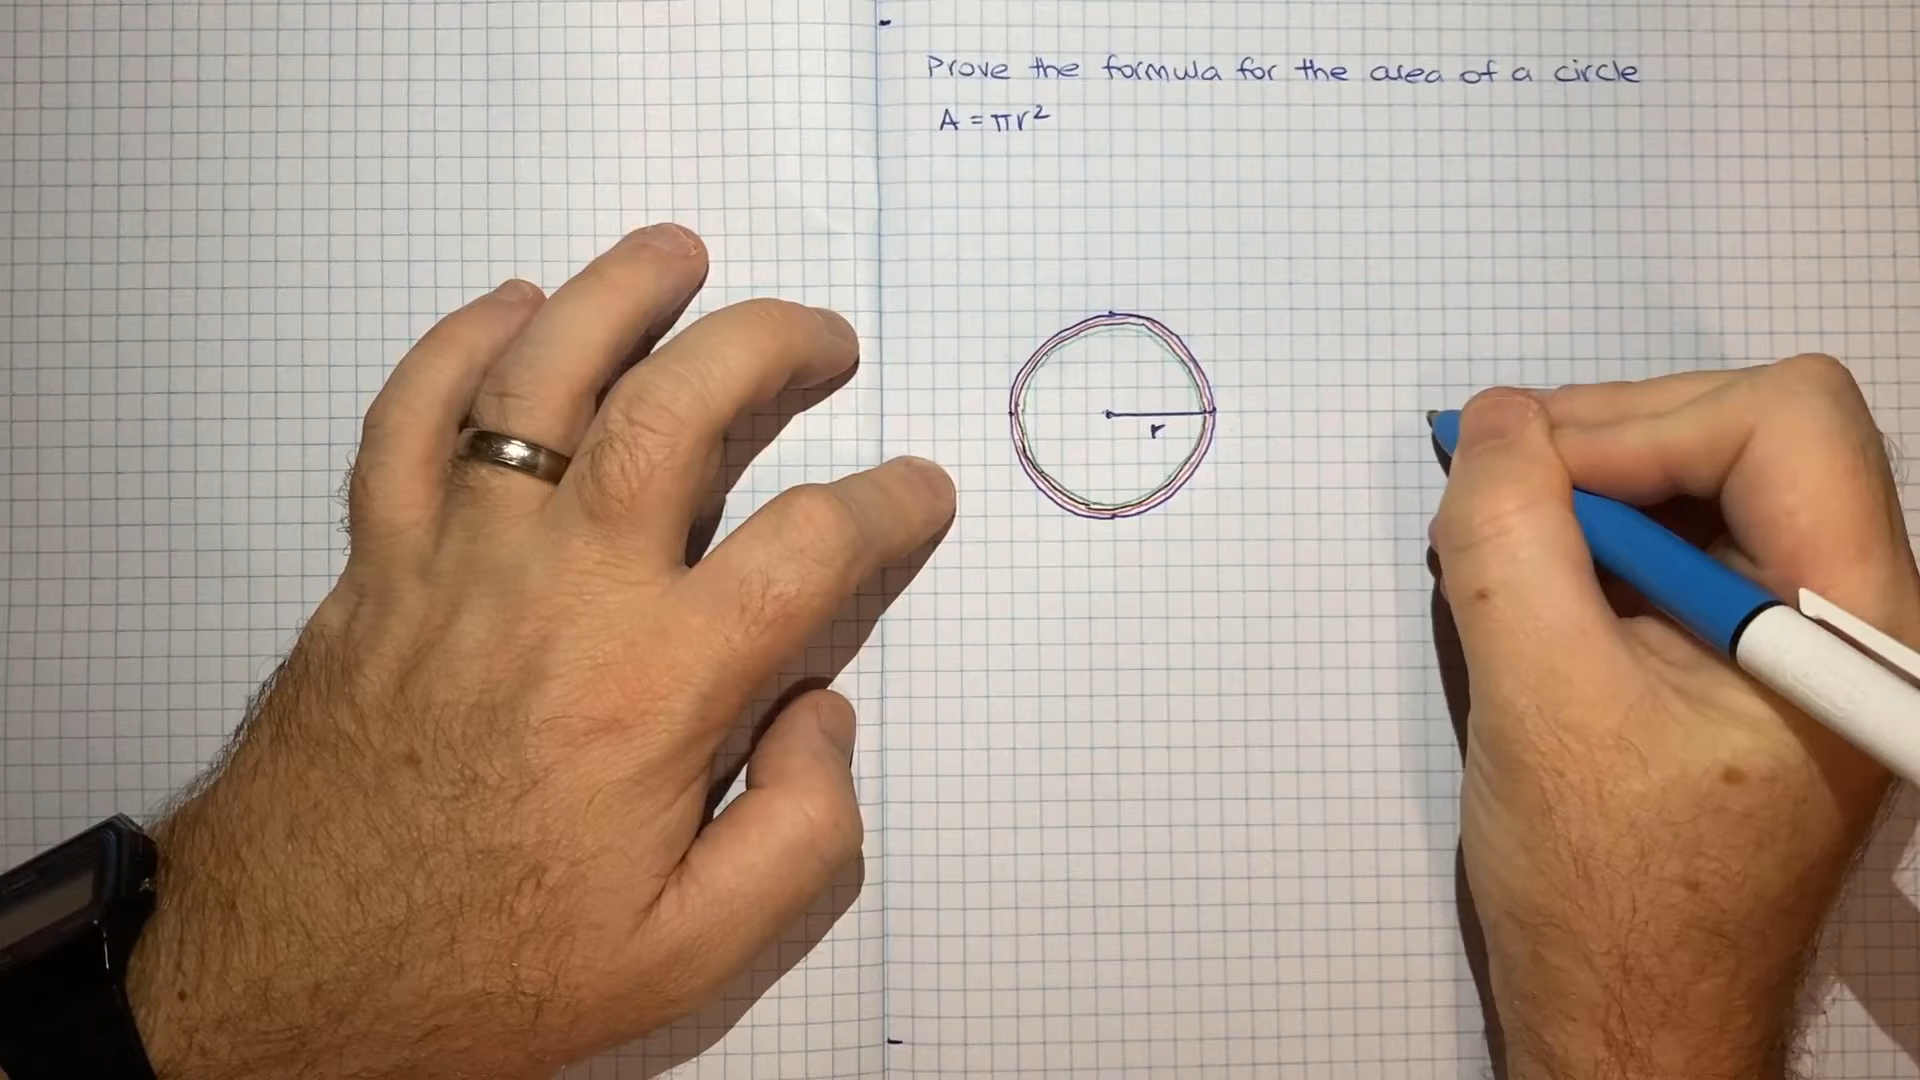 Prove the formula for the area of a circle
A = πr²
r